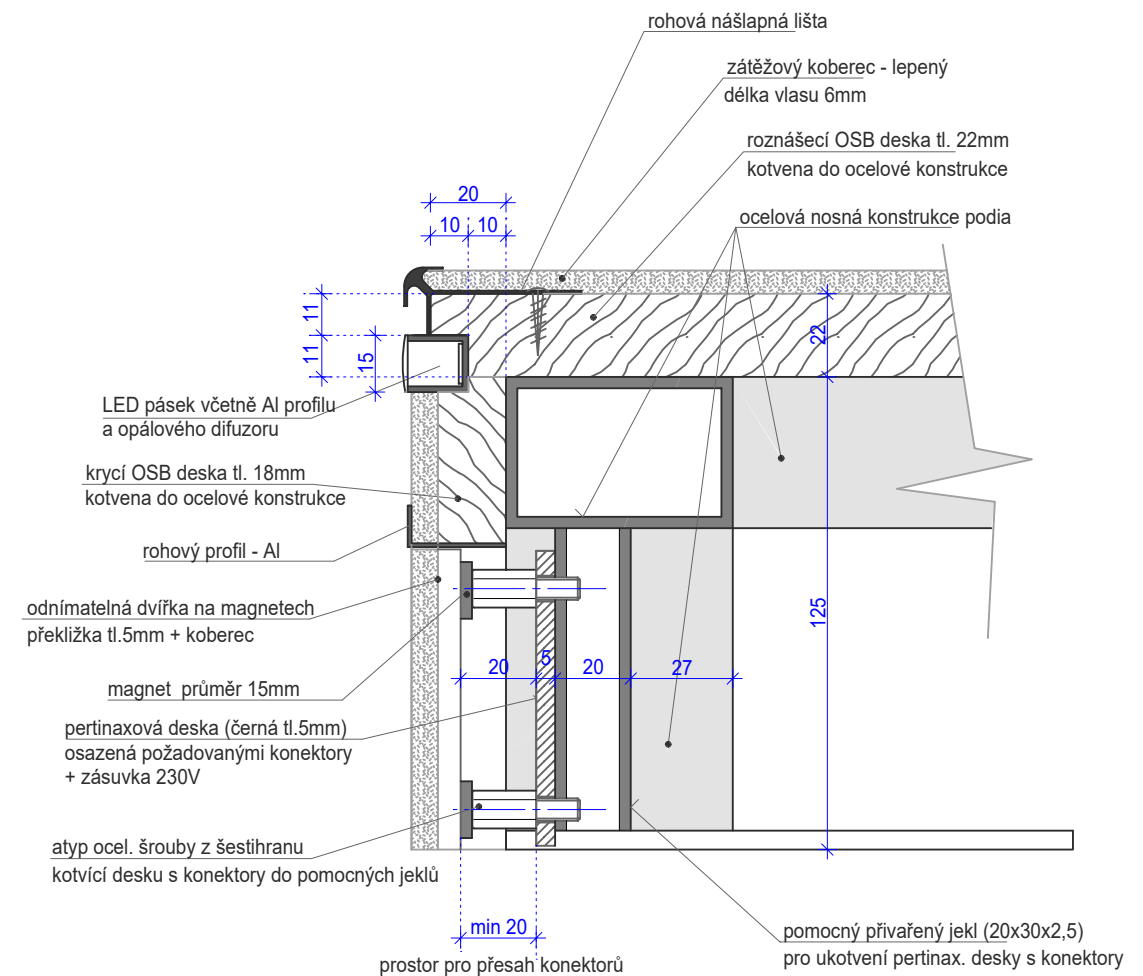 rohová nášlapná lišta
zátěžový koberec - lepený
délka vlasu 6mm
roznášecí OSB deska tl. 22mm
kotvena do ocelové konstrukce
20
10 10
ocelová nosná konstrukce podia
11
11
15
22
LED pásek včetně Al profilu
a opálového difuzoru
krycí OSB deska tl. 18mm
kotvena do ocelové konstrukce
rohový profil - Al
odnímatelná dvířka na magnetech
překližka tl.5mm + koberec
125
20 5 20 27
magnet průměr 15mm
pertinaxová deska (černá tl.5mm)
osazená požadovanými konektory
+ zásuvka 230V
atyp ocel. šrouby z šestihranu
kotvící desku s konektory do pomocných jeklů
min 20
prostor pro přesah konektorů
pomocný přivařený jekl (20x30x2,5)
pro ukotvení pertinax. desky s konektory